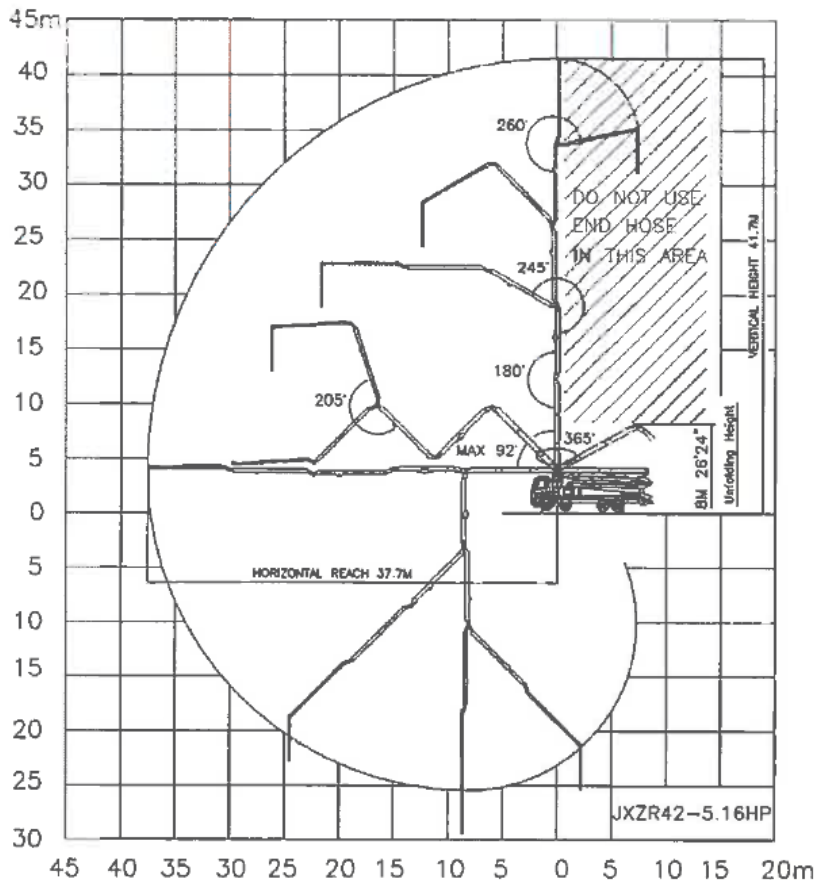 45m
40
35
30
25
20
15
10
5
0
5
10
15
20
25
30
260°
DO NOT USE
END HOSE
IN THIS AREA
245°
VERTICAL HEIGHT 41.7M
180°
205°
MAX 92°
365°
8M 26'24"
Unfolding Height
HORIZONTAL REACH 37.7M
JXZR42-5.16HP
45 40 35 30 25 20 15 10 5 0 5 10 15 20m